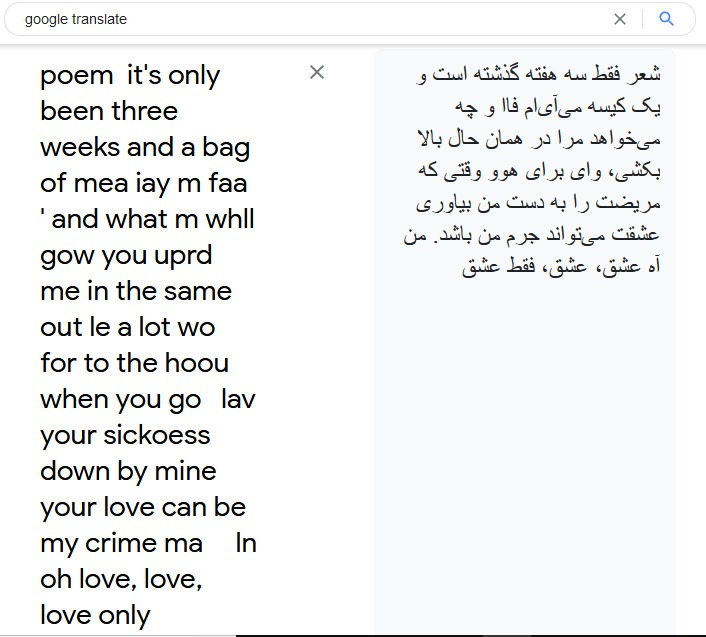 google translate
poem it's only
been three
weeks and a bag
of mea iay m faa
' and what m whll
gow you uprd
me in the same
out le a lot wo
for to the hoou
when you go lav
your sickoess
down by mine
your love can be
my crime ma In
oh love, love,
love only
شعر فقط سه هفته گذشته است و
یک کیسه می‌آی‌ام فاا و چه
می‌خواهد مرا در همان حال بالا
بکشی، وای برای هوو وقتی که
مریضت را به دست من بیاوری
عشقت می‌تواند جرم من باشد. من
آه عشق، عشق، فقط عشق